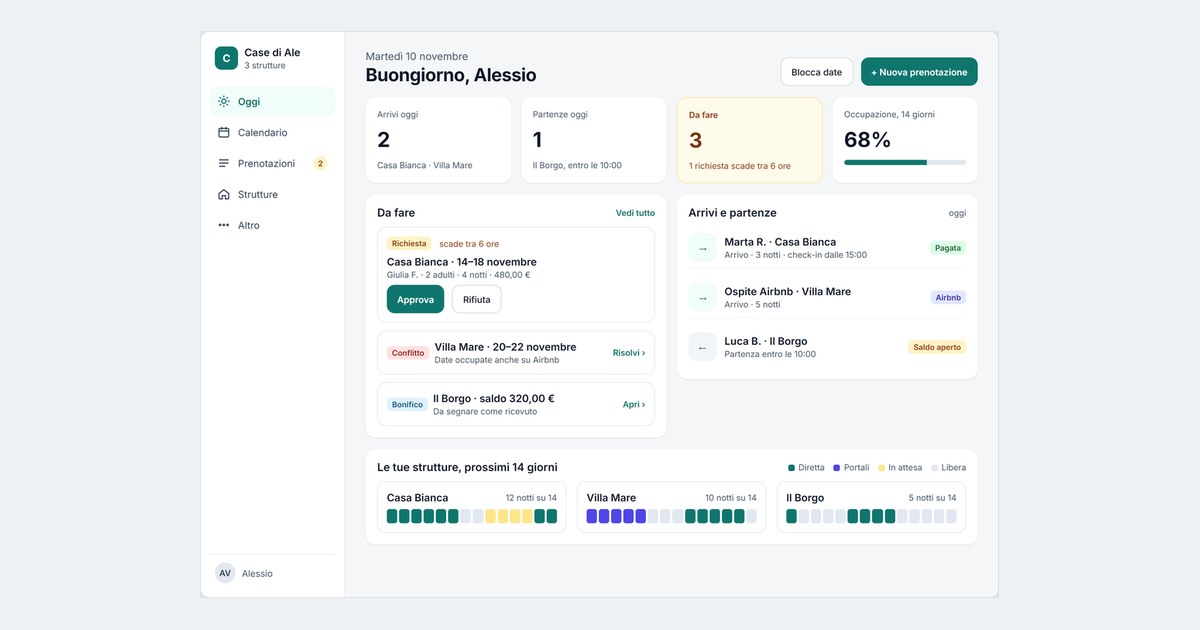 C
Case di Ale
3 strutture
Oggi
Calendario
Prenotazioni 2
Strutture
Altro
AV Alessio
Martedì 10 novembre
Buongiorno, Alessio
Blocca date
+ Nuova prenotazione
Arrivi oggi
2
Casa Bianca · Villa Mare
Partenze oggi
1
Il Borgo, entro le 10:00
Da fare
3
1 richiesta scade tra 6 ore
Occupazione, 14 giorni
68%
Da fare Vedi tutto
Richiesta scade tra 6 ore
Casa Bianca · 14–18 novembre
Giulia F. · 2 adulti · 4 notti · 480,00 €
Approva Rifiuta
Conflitto
Villa Mare · 20–22 novembre
Date occupate anche su Airbnb
Risolvi ›
Bonifico
Il Borgo · saldo 320,00 €
Da segnare come ricevuto
Apri ›
Arrivi e partenze oggi
→
Marta R. · Casa Bianca
Arrivo · 3 notti · check-in dalle 15:00
Pagata
→
Ospite Airbnb · Villa Mare
Arrivo · 5 notti
Airbnb
←
Luca B. · Il Borgo
Partenza entro le 10:00
Saldo aperto
Le tue strutture, prossimi 14 giorni
Diretta Portali In attesa Libera
Casa Bianca 12 notti su 14
Villa Mare 10 notti su 14
Il Borgo 5 notti su 14